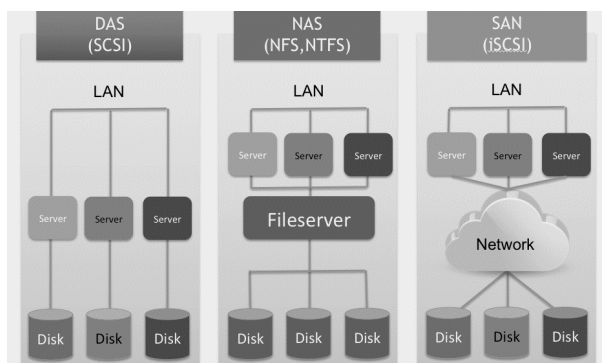 DAS
(SCSI)
LAN
Server Server Server
Disk Disk Disk
NAS
(NFS,NTFS)
LAN
Server Server Server
Fileserver
Disk Disk Disk
SAN
(iSCSI)
LAN
Server Server Server
Network
Disk Disk Disk